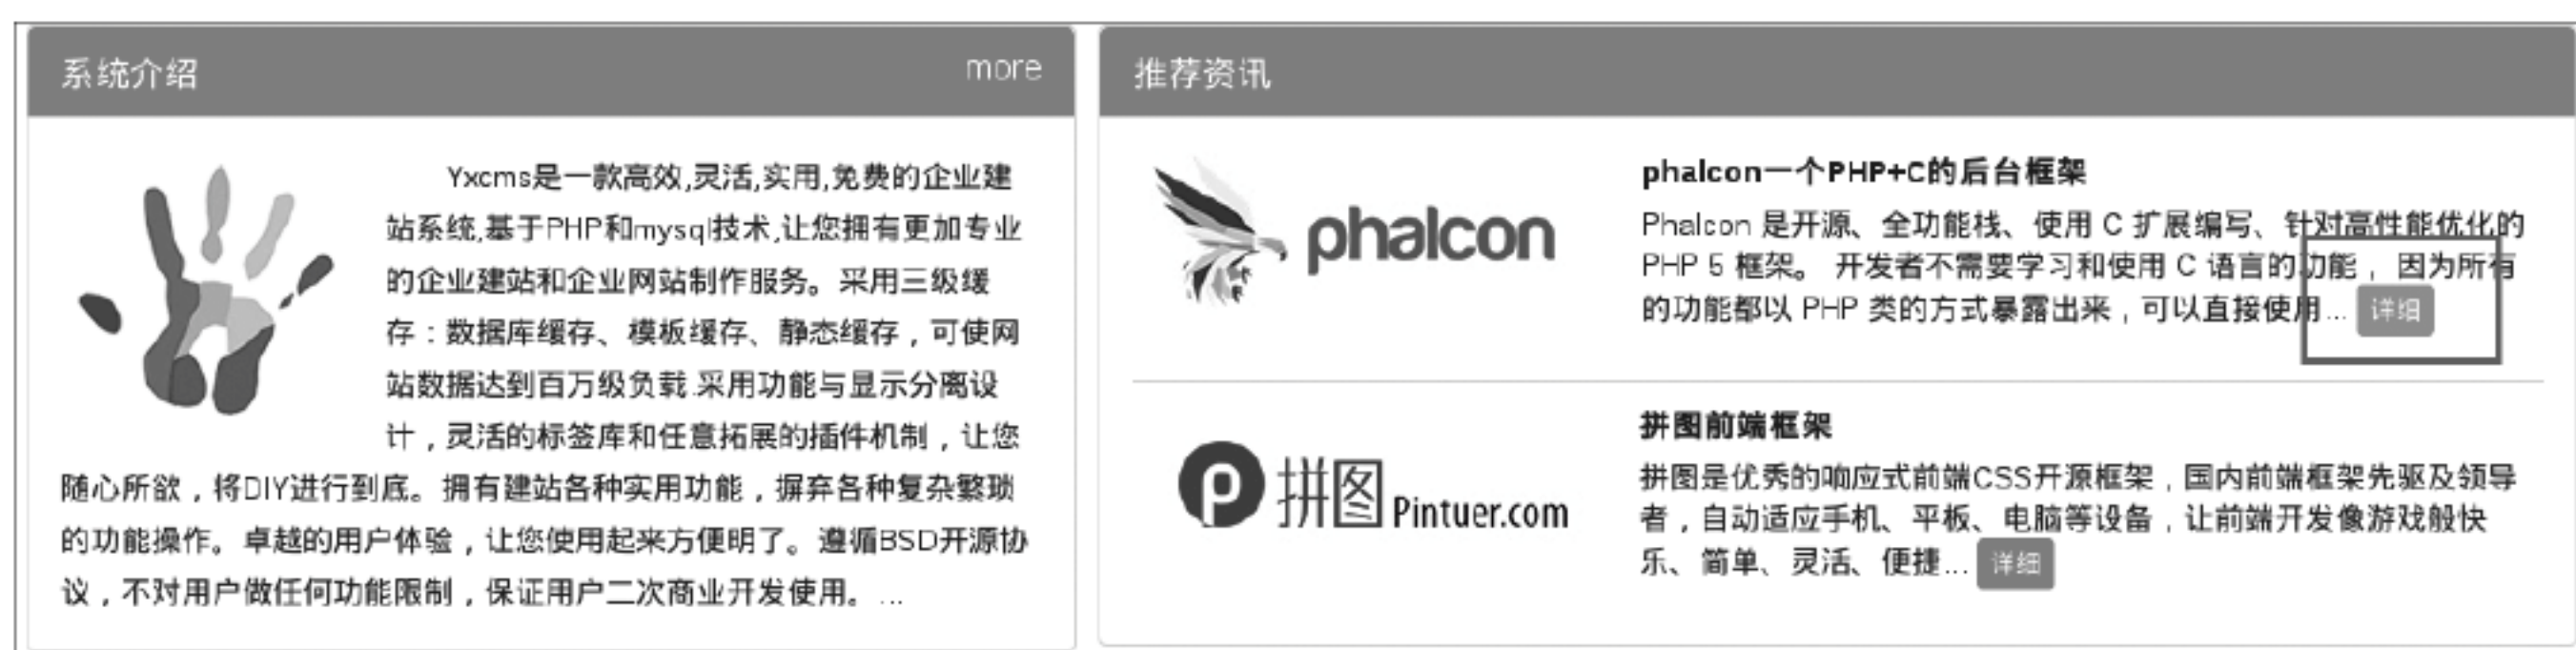 系统介绍
more
Yxcms是一款高效,灵活,实用,免费的企业建
站系统,基于PHP和mysql技术,让您拥有更加专业
的企业建站和企业网站制作服务。采用三级缓
存：数据库缓存、模板缓存、静态缓存，可使网
站数据达到百万级负载.采用功能与显示分离设
计，灵活的标签库和任意拓展的插件机制，让您
随心所欲，将DIY进行到底。拥有建站各种实用功能，摒弃各种复杂繁琐
的功能操作。卓越的用户体验，让您使用起来方便明了。遵循BSD开源协
议，不对用户做任何功能限制，保证用户二次商业开发使用。 ...
推荐资讯
phalcon
phalcon一个PHP+C的后台框架
Phalcon 是开源、全功能栈、使用 C 扩展编写、针对高性能优化的
PHP 5 框架。 开发者不需要学习和使用 C 语言的功能， 因为所有
的功能都以 PHP 类的方式暴露出来，可以直接使用... 详细
拼图 Pintuer.com
拼图前端框架
拼图是优秀的响应式前端CSS开源框架，国内前端框架先驱及领导
者，自动适应手机、平板、电脑等设备，让前端开发像游戏般快
乐、简单、灵活、便捷... 详细